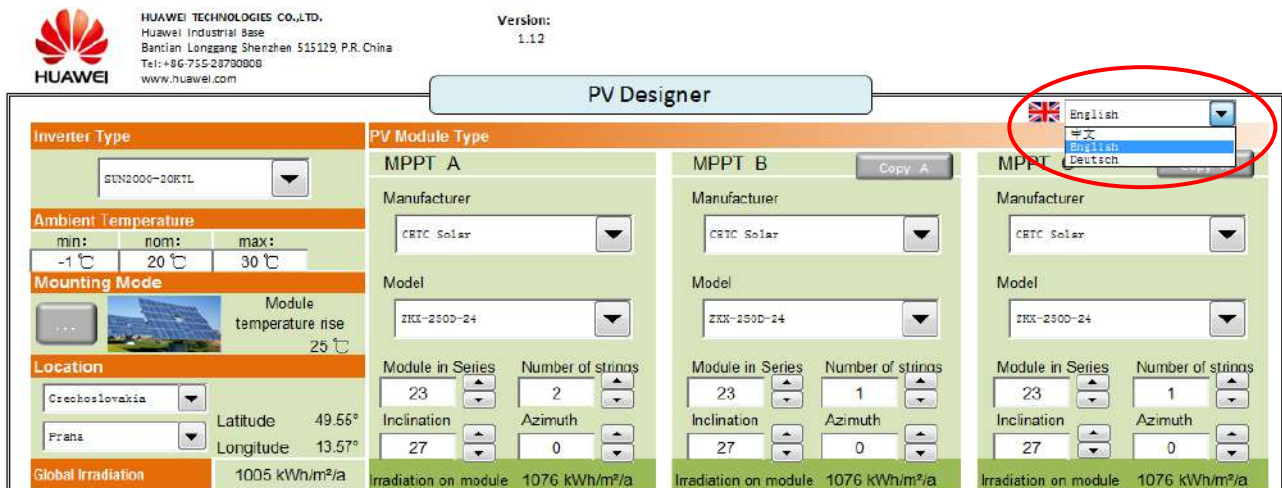 HUAWEI TECHNOLOGIES CO.,LTD.
Huawei Industrial Base
Bantian Longgang Shenzhen 515129, P.R. China
Tel: +86-755-28780808
www.huawei.com
HUAWEI
Version:
1.12
PV Designer
English
中文
English
Deutsch
Inverter Type
SUN2000-20KTL
Ambient Temperature
min: nom: max:
-1 ℃ 20 ℃ 30 ℃
Mounting Mode
...
Module
temperature rise
25 ℃
Location
Czechoslovakia
Praha
Latitude 49.55°
Longitude 13.57°
Global Irradiation 1005 kWh/m²/a
PV Module Type
MPPT A
Manufacturer
CETC Solar
Model
ZKX-250D-24
Module in Series Number of strings
23 2
Inclination Azimuth
27 0
Irradiation on module 1076 kWh/m²/a
MPPT B Copy A
Manufacturer
CETC Solar
Model
ZKX-250D-24
Module in Series Number of strings
23 1
Inclination Azimuth
27 0
Irradiation on module 1076 kWh/m²/a
MPPT Copy
Manufacturer
CETC Solar
Model
ZKX-250D-24
Module in Series Number of strings
23 1
Inclination Azimuth
27 0
Irradiation on module 1076 kWh/m²/a